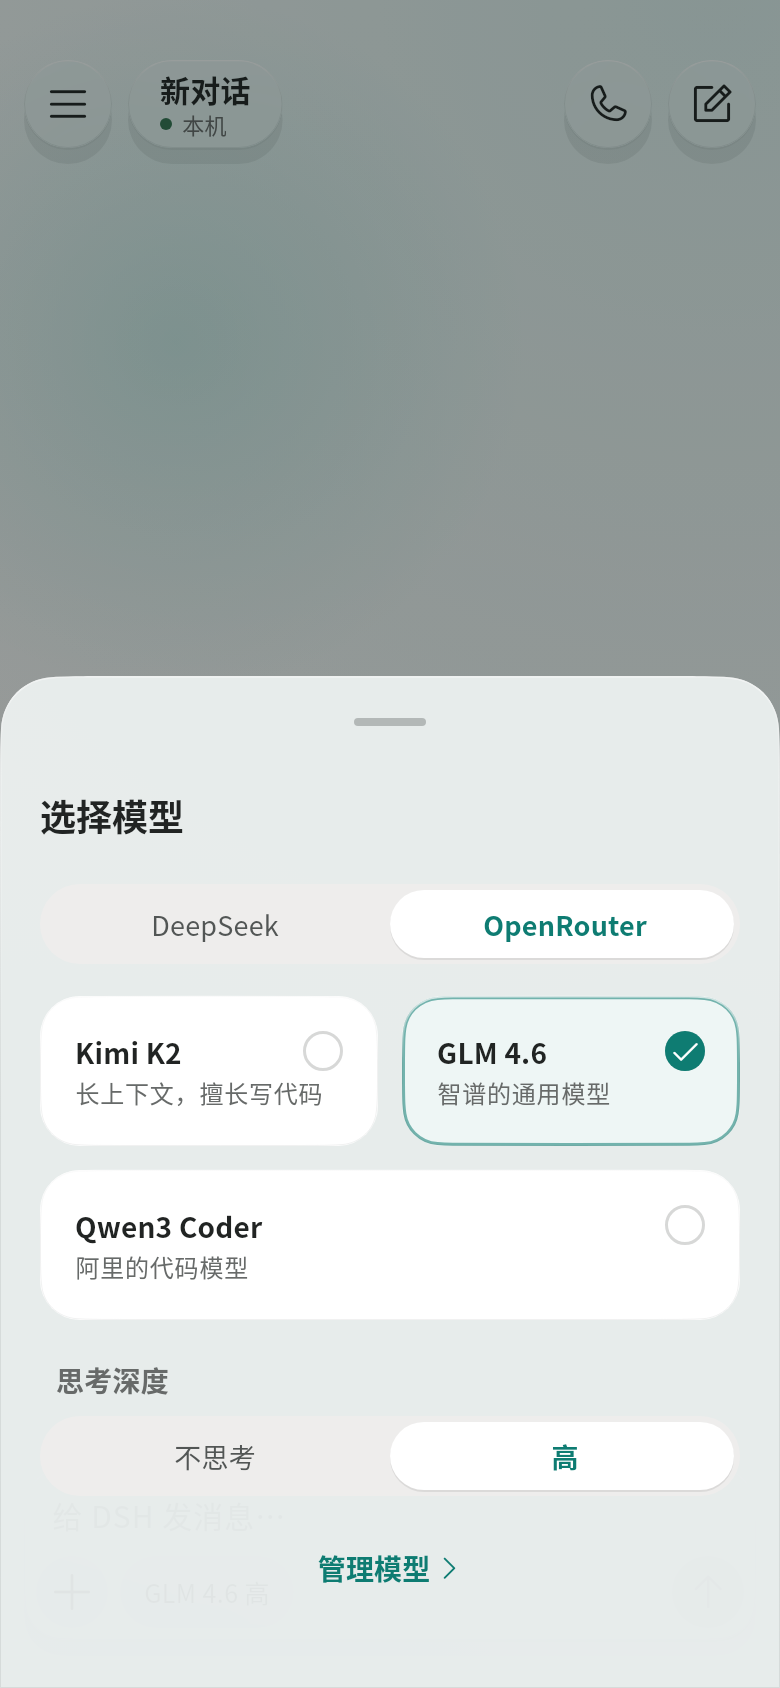 新对话
本机
选择模型
DeepSeek
OpenRouter
Kimi K2
长上下文，擅长写代码
GLM 4.6
智谱的通用模型
Qwen3 Coder
阿里的代码模型
思考深度
不思考
高
给 DSH 发消息…
管理模型
GLM 4.6 高